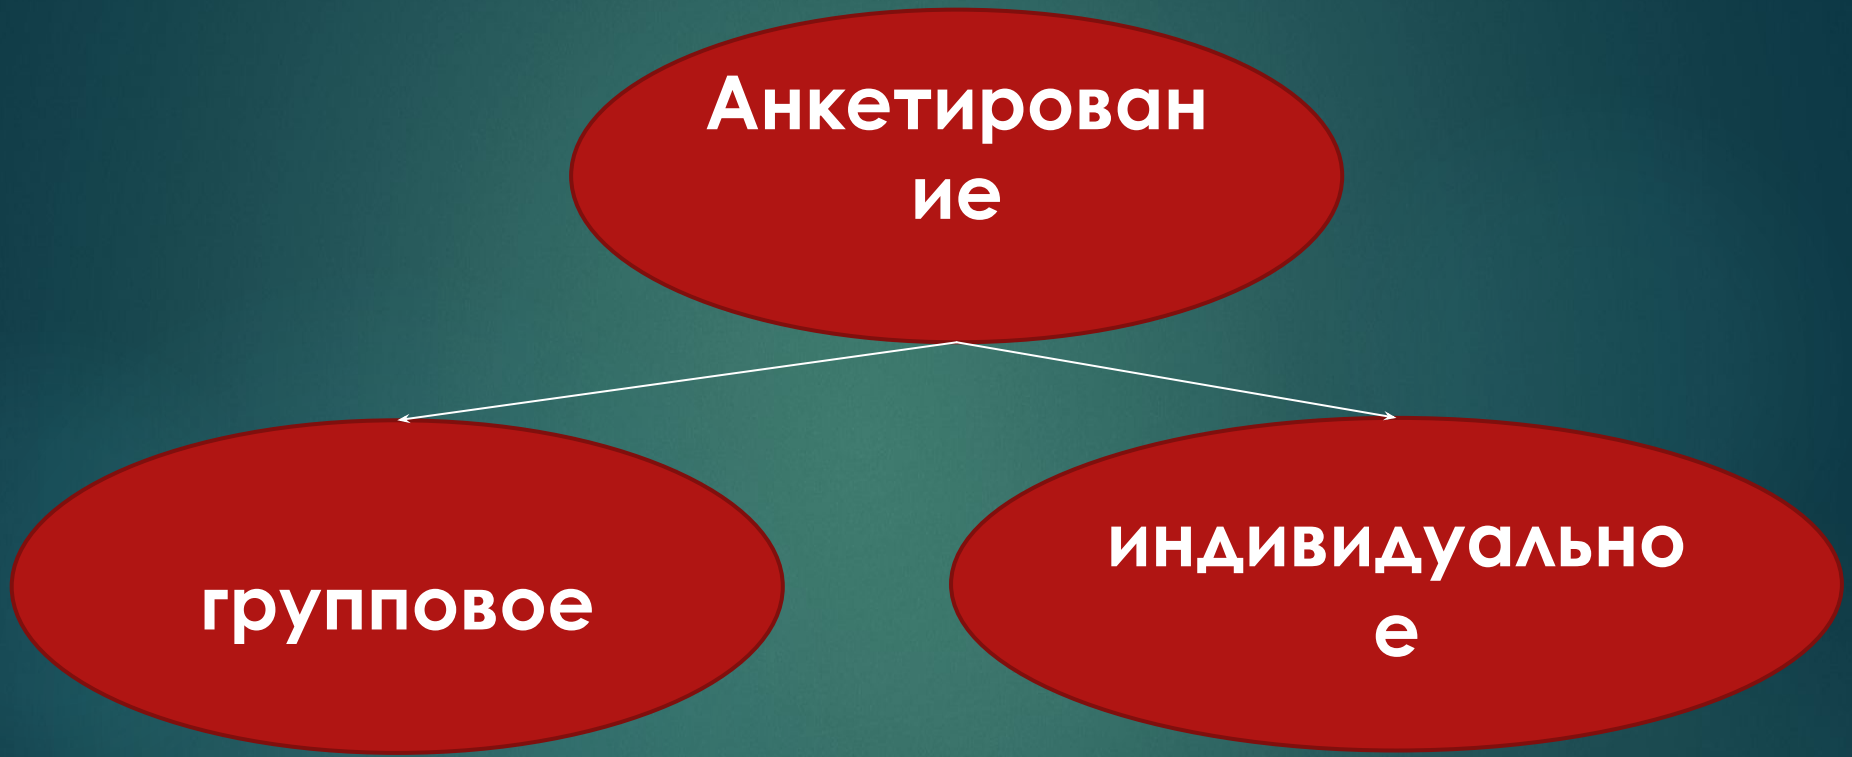 Анкетирован
ие
групповое
индивидуально
е